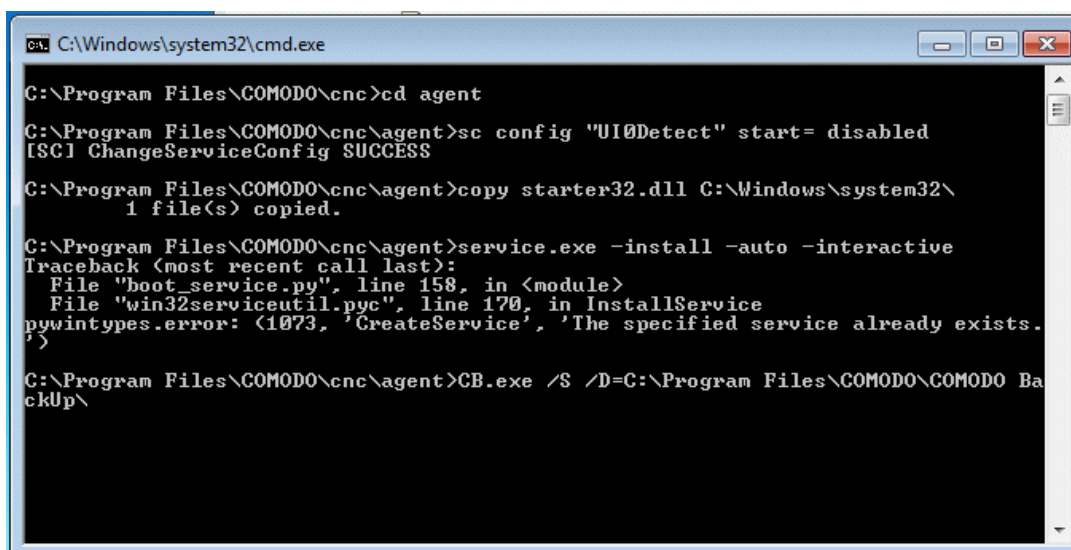 C:\Windows\system32\cmd.exe
C:\Program Files\COMODO\cnc>cd agent
C:\Program Files\COMODO\cnc\agent>sc config "UI0Detect" start= disabled
[SC] ChangeServiceConfig SUCCESS
C:\Program Files\COMODO\cnc\agent>copy starter32.dll C:\Windows\system32\
        1 file(s) copied.
C:\Program Files\COMODO\cnc\agent>service.exe -install -auto -interactive
Traceback (most recent call last):
  File "boot_service.py", line 158, in <module>
  File "win32serviceutil.pyc", line 170, in InstallService
pywintypes.error: (1073, 'CreateService', 'The specified service already exists.
')
C:\Program Files\COMODO\cnc\agent>CB.exe /S /D=C:\Program Files\COMODO\COMODO Ba
ckUp\